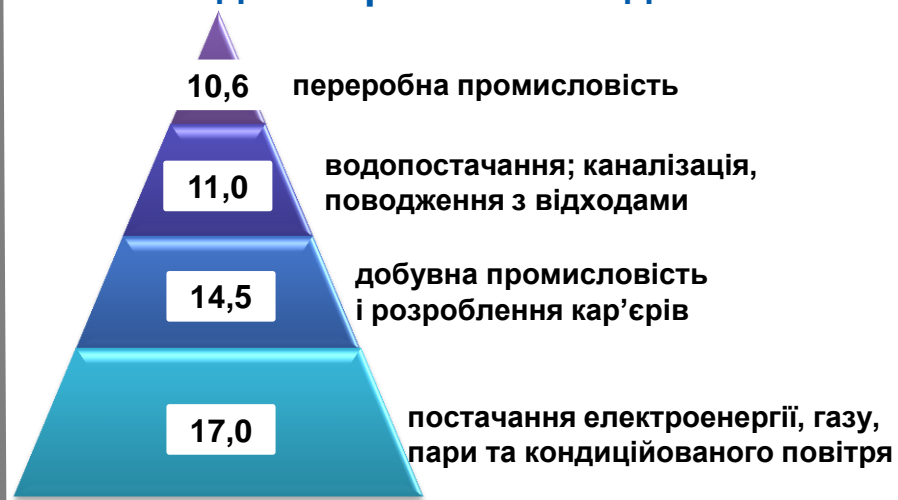 10,6 переробна промисловість
11,0 водопостачання; каналізація,
поводження з відходами
14,5 добувна промисловість
і розроблення кар’єрів
17,0 постачання електроенергії, газу,
пари та кондиційованого повітря